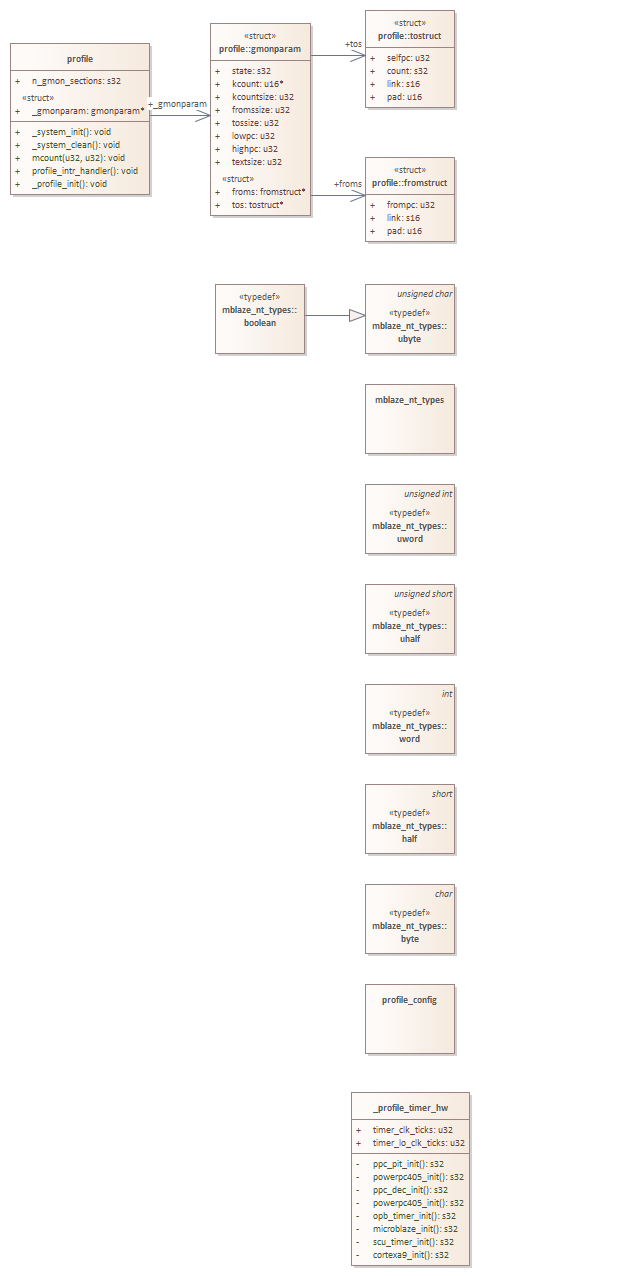 profile
+ n_gmon_sections: s32
«struct»
+ _gmonparam: gmonparam*
+ _system_init(): void
+ _system_clean(): void
+ mcount(u32, u32): void
+ profile_intr_handler(): void
+ _profile_init(): void
+_gmonparam
«struct»
profile::gmonparam
+ state: s32
+ kcount: u16*
+ kcountsize: u32
+ fromssize: u32
+ tossize: u32
+ lowpc: u32
+ highpc: u32
+ textsize: u32
«struct»
+ froms: fromstruct*
+ tos: tostruct*
+tos
«struct»
profile::tostruct
+ selfpc: u32
+ count: s32
+ link: s16
+ pad: u16
+froms
«struct»
profile::fromstruct
+ frompc: u32
+ link: s16
+ pad: u16
«typedef»
mblaze_nt_types::
boolean
unsigned char
«typedef»
mblaze_nt_types::
ubyte
mblaze_nt_types
unsigned int
«typedef»
mblaze_nt_types::
uword
unsigned short
«typedef»
mblaze_nt_types::
uhalf
int
«typedef»
mblaze_nt_types::
word
short
«typedef»
mblaze_nt_types::
half
char
«typedef»
mblaze_nt_types::
byte
profile_config
_profile_timer_hw
+ timer_clk_ticks: u32
+ timer_lo_clk_ticks: u32
- ppc_pit_init(): s32
- powerpc405_init(): s32
- ppc_dec_init(): s32
- powerpc405_init(): s32
- opb_timer_init(): s32
- microblaze_init(): s32
- scu_timer_init(): s32
- cortexa9_init(): s32